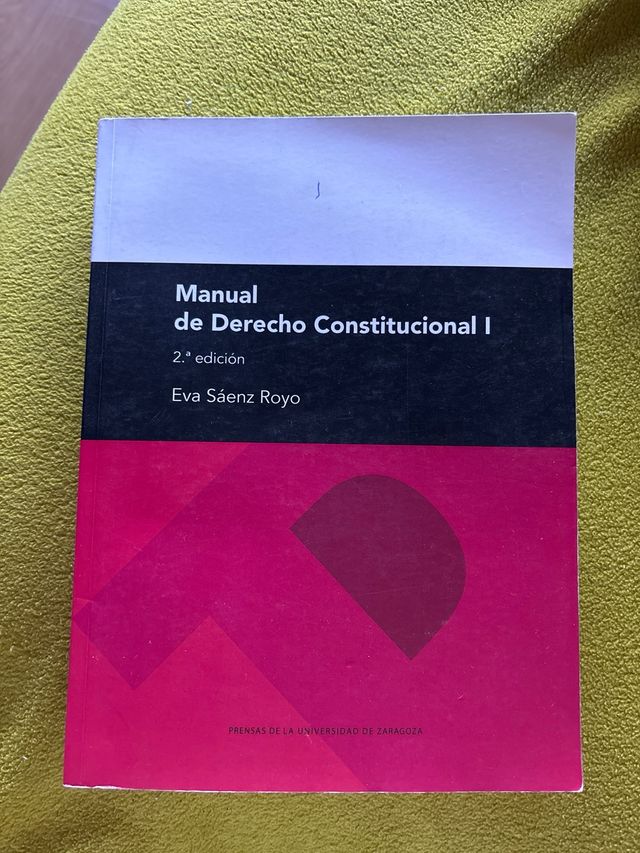 Manual
de Derecho Constitucional I
2.ª edición
Eva Sáenz Royo
PRENSAS DE LA UNIVERSIDAD DE ZARAGOZA